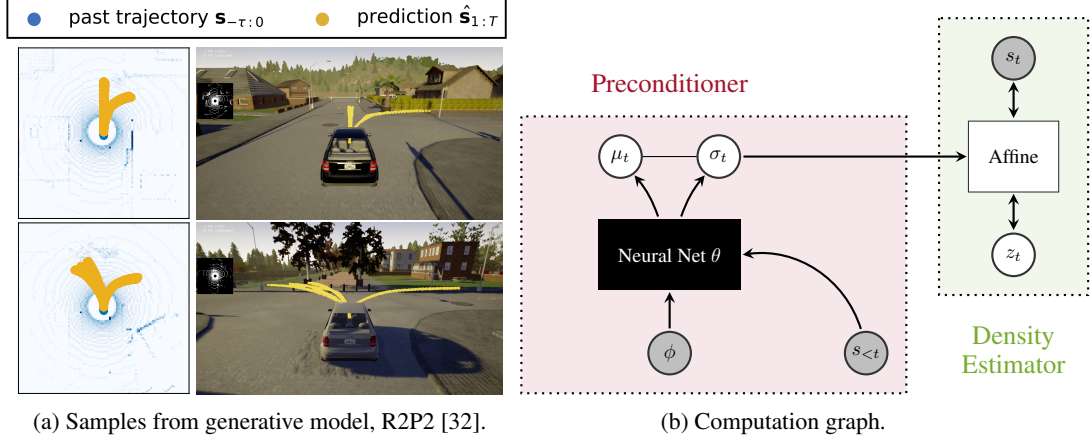 past trajectory s₋τ:0 prediction ŝ₁:T
Preconditioner
sₜ
μₜ σₜ Affine
Neural Net θ
zₜ
ϕ s<t
Density
Estimator
(a) Samples from generative model, R2P2 [32].
(b) Computation graph.